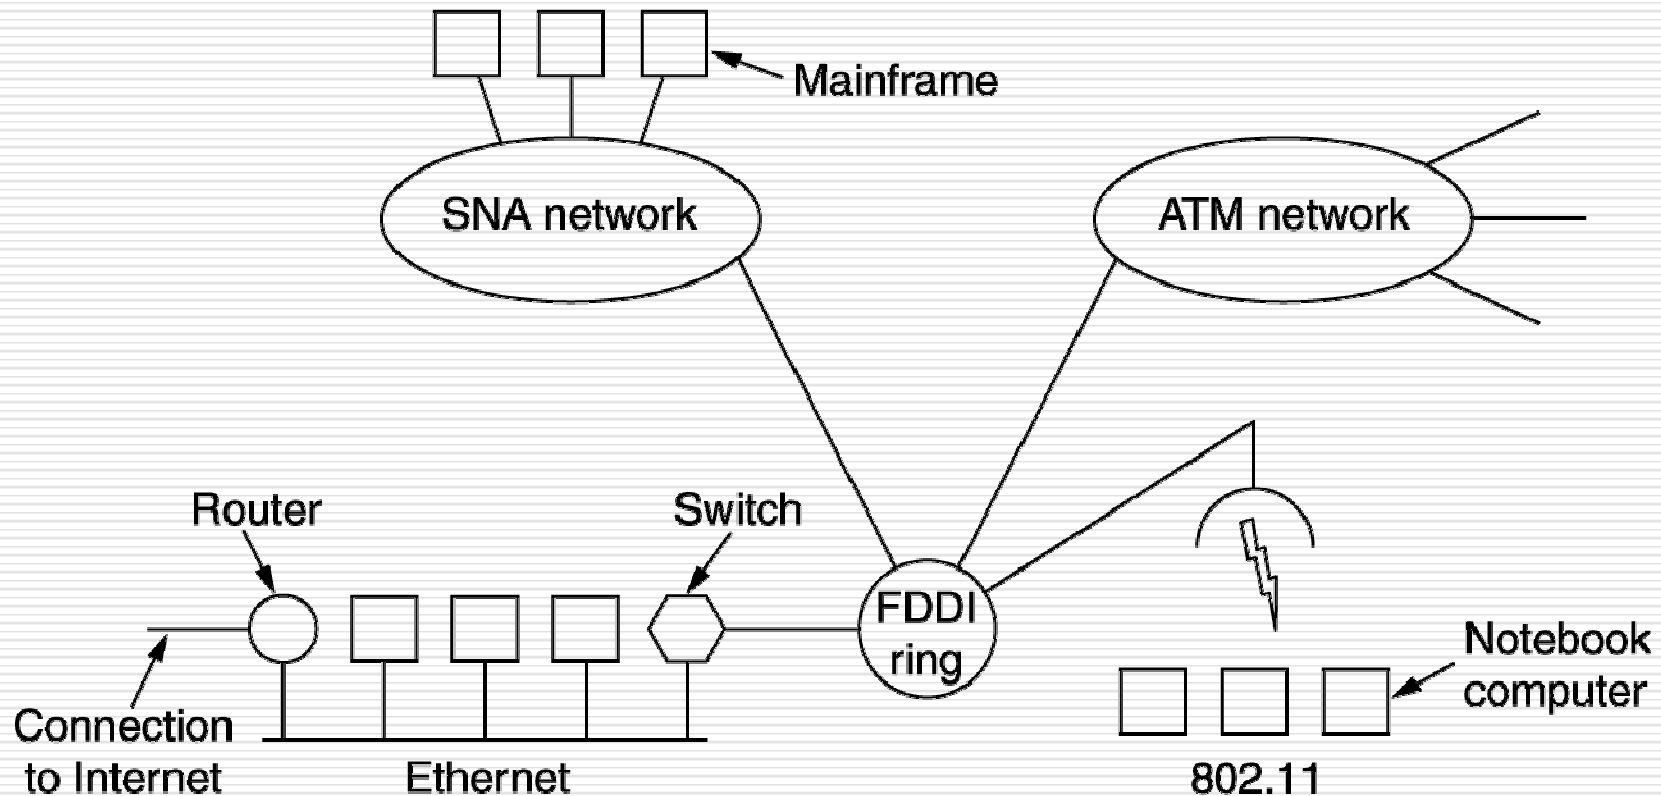 Mainframe
SNA network
ATM network
Router
Switch
FDDI
ring
Notebook
computer
Connection
to Internet
Ethernet
802.11